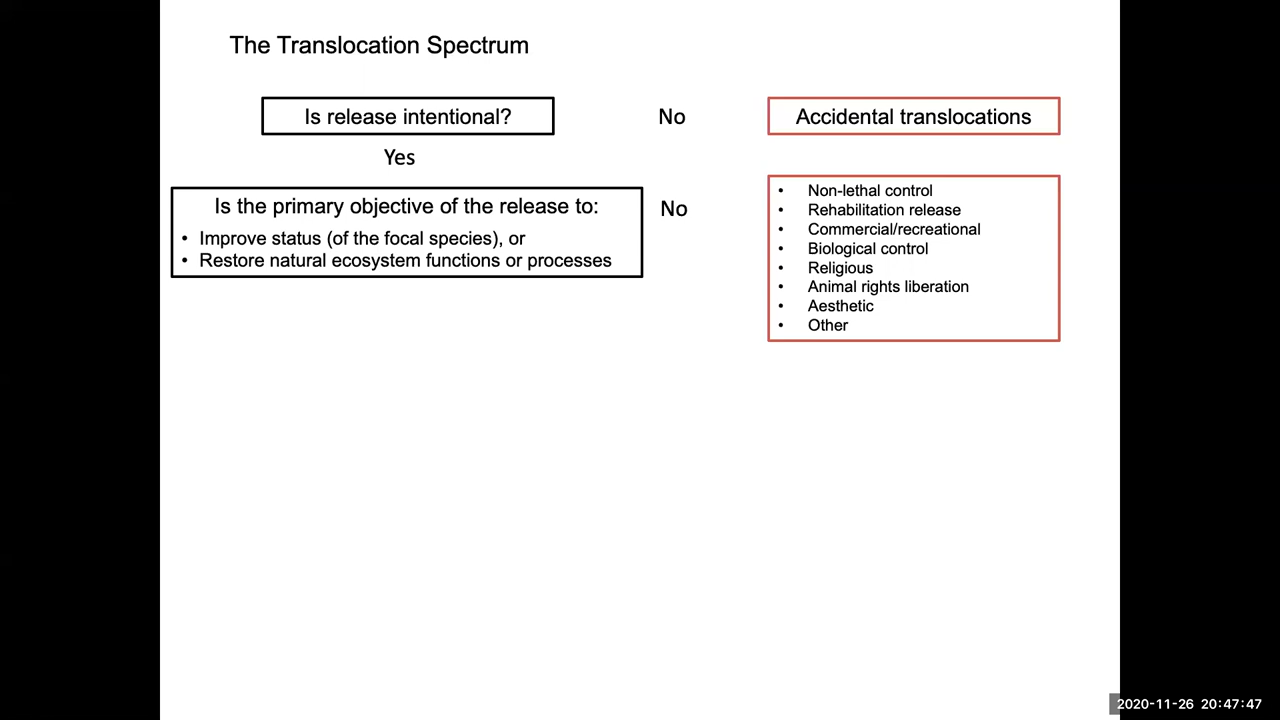 The Translocation Spectrum
Is release intentional?
No
Accidental translocations
Yes
Is the primary objective of the release to:
• Improve status (of the focal species), or
• Restore natural ecosystem functions or processes
No
• Non-lethal control
• Rehabilitation release
• Commercial/recreational
• Biological control
• Religious
• Animal rights liberation
• Aesthetic
• Other
2020-11-26 20:47:47